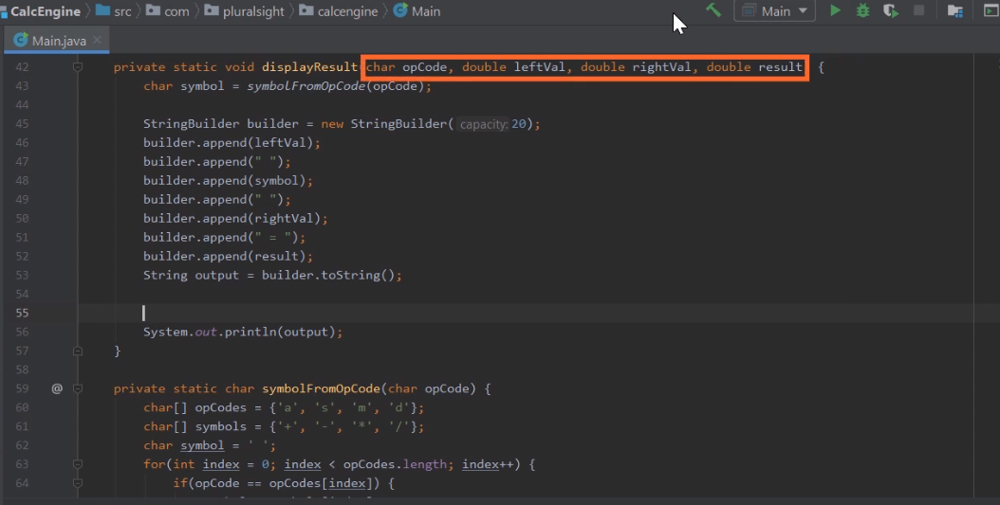 CalcEngine src com pluralsight calcengine Main Main
Main.java
42 private static void displayResult(char opCode, double leftVal, double rightVal, double result) {
43 char symbol = symbolFromOpCode(opCode);
44
45 StringBuilder builder = new StringBuilder( capacity: 20);
46 builder.append(leftVal);
47 builder.append(" ");
48 builder.append(symbol);
49 builder.append(" ");
50 builder.append(rightVal);
51 builder.append(" = ");
52 builder.append(result);
53 String output = builder.toString();
54
55
56 System.out.println(output);
57 }
58
59 @ private static char symbolFromOpCode(char opCode) {
60 char[] opCodes = {'a', 's', 'm', 'd'};
61 char[] symbols = {'+', '-', '*', '/'};
62 char symbol = ' ';
63 for(int index = 0; index < opCodes.length; index++) {
64 if(opCode == opCodes[index]) {